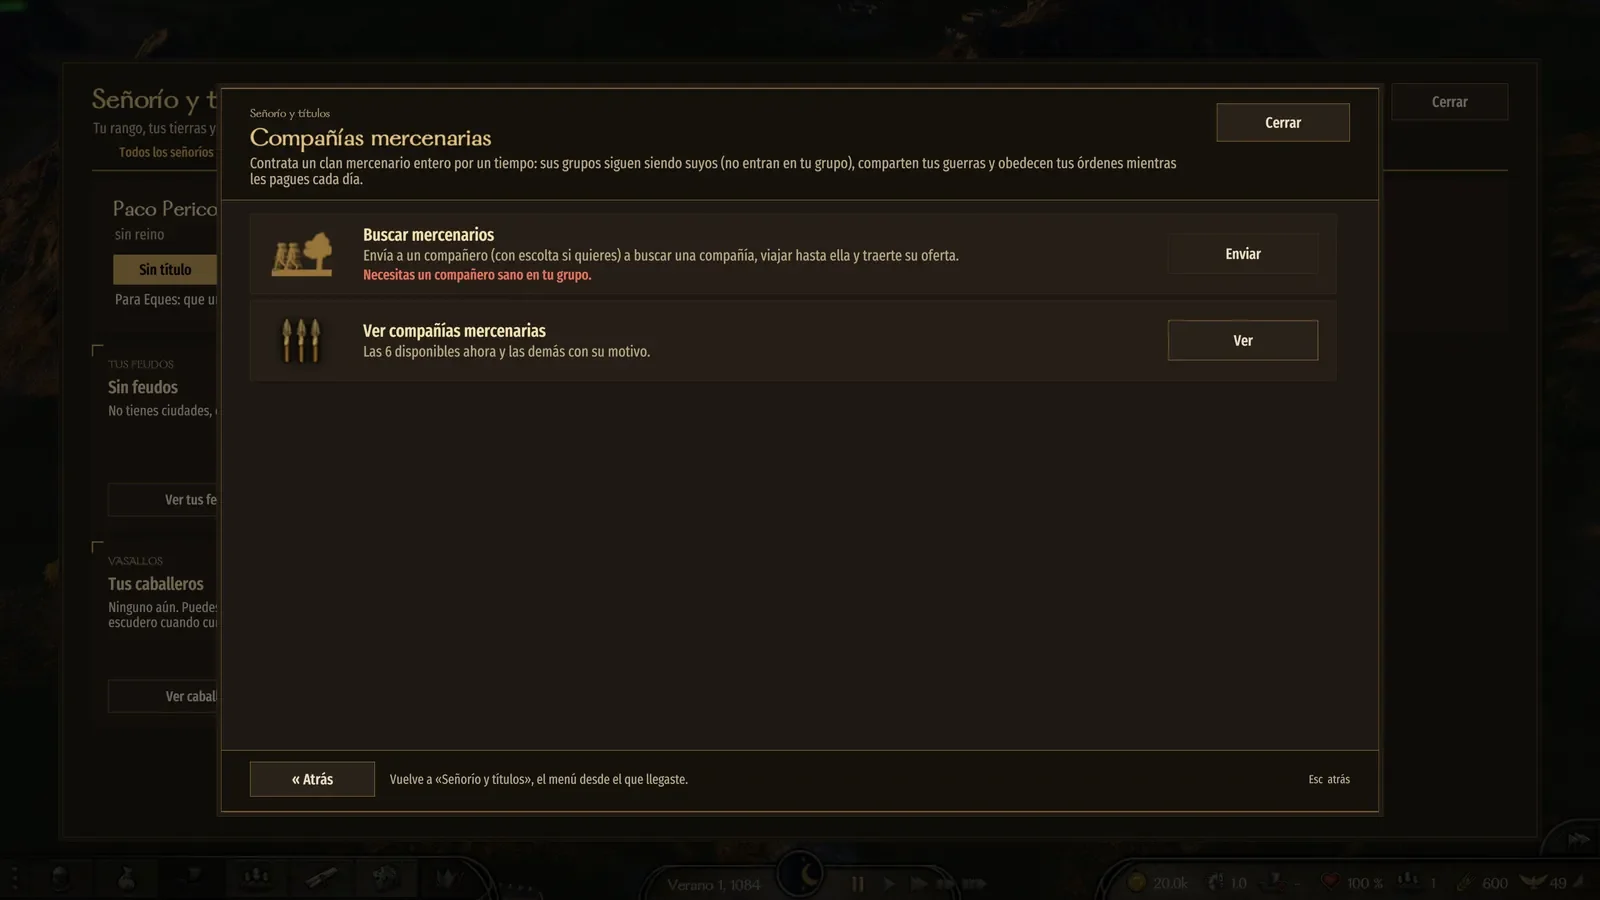 Señorío y t
Tu rango, tus tierras y
Todos los señoríos
Cerrar
Señorío y títulos
Compañías mercenarias
Contrata un clan mercenario entero por un tiempo: sus grupos siguen siendo suyos (no entran en tu grupo), comparten tus guerras y obedecen tus órdenes mientras
les pagues cada día.
Cerrar
Paco Perico
sin reino
Sin título
Para Eques: que u
Buscar mercenarios
Envía a un compañero (con escolta si quieres) a buscar una compañía, viajar hasta ella y traerte su oferta.
Necesitas un compañero sano en tu grupo.
Enviar
Ver compañías mercenarias
Las 6 disponibles ahora y las demás con su motivo.
Ver
TUS FEUDOS
Sin feudos
No tienes ciudades,
Ver tus fe
VASALLOS
Tus caballeros
Ninguno aún. Puedes
escudero cuando cu
Ver cabal
« Atrás
Vuelve a «Señorío y títulos», el menú desde el que llegaste.
Esc atrás
Verano 1, 1084
20.0k
1.0
-
100 %
1
600
49